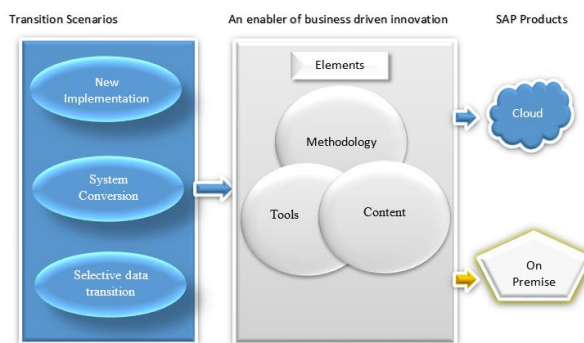 Transition Scenarios
An enabler of business driven innovation
SAP Products
New
Implementation
System
Conversion
Selective data
transition
Elements
Methodology
Tools
Content
Cloud
On
Premise